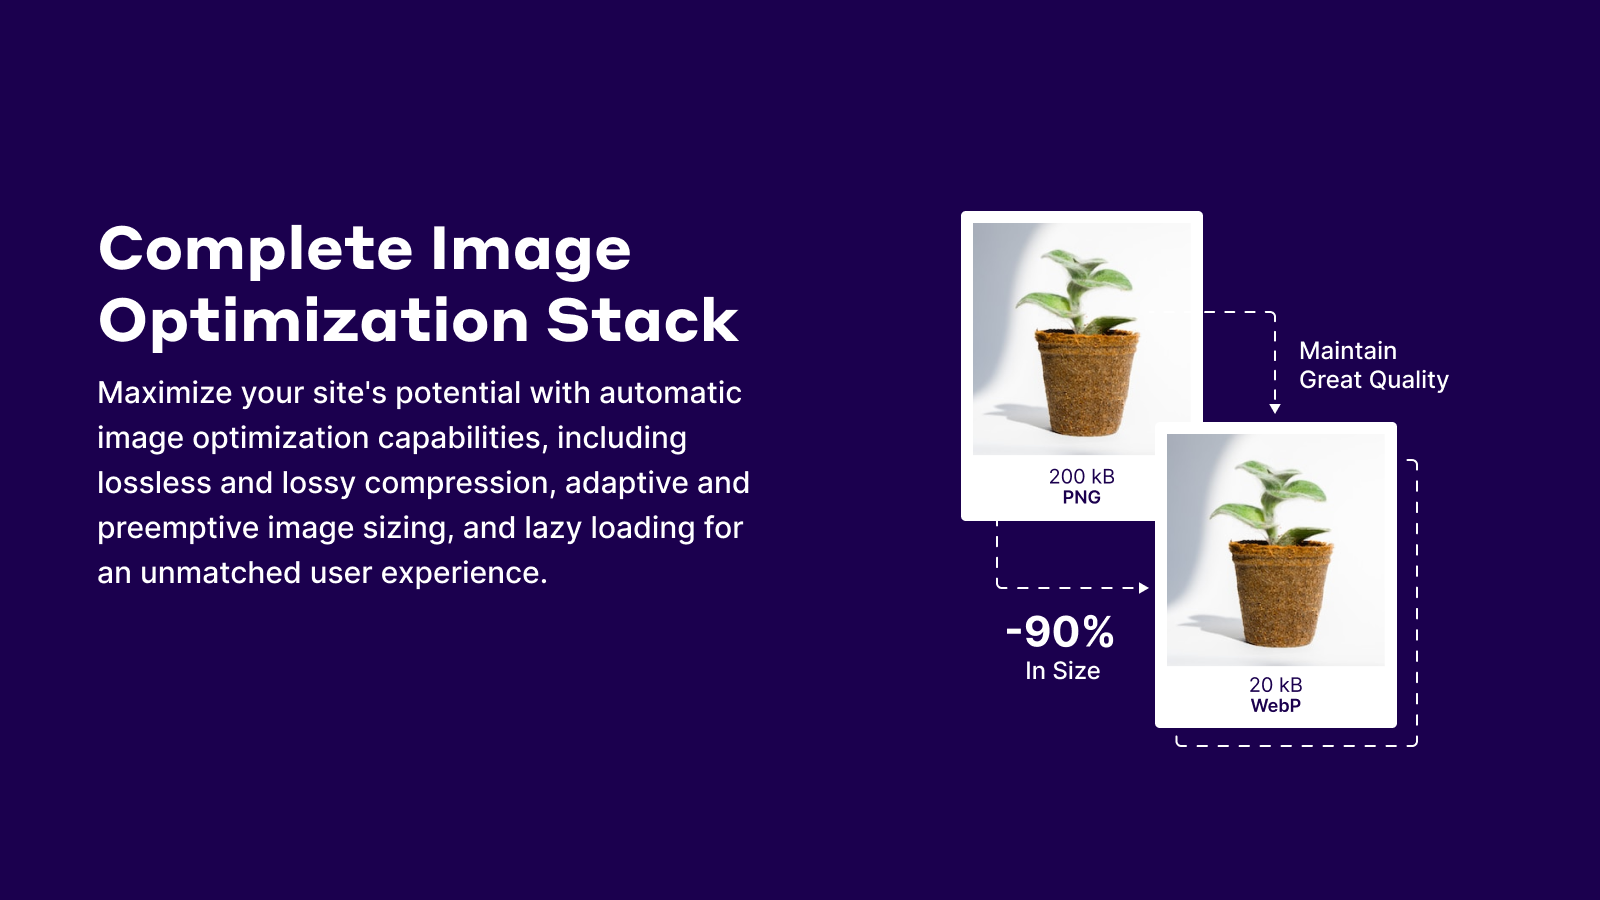 Complete Image
Optimization Stack
Maximize your site's potential with automatic
image optimization capabilities, including
lossless and lossy compression, adaptive and
preemptive image sizing, and lazy loading for
an unmatched user experience.
200 kB
PNG
Maintain
Great Quality
-90%
In Size
20 kB
WebP